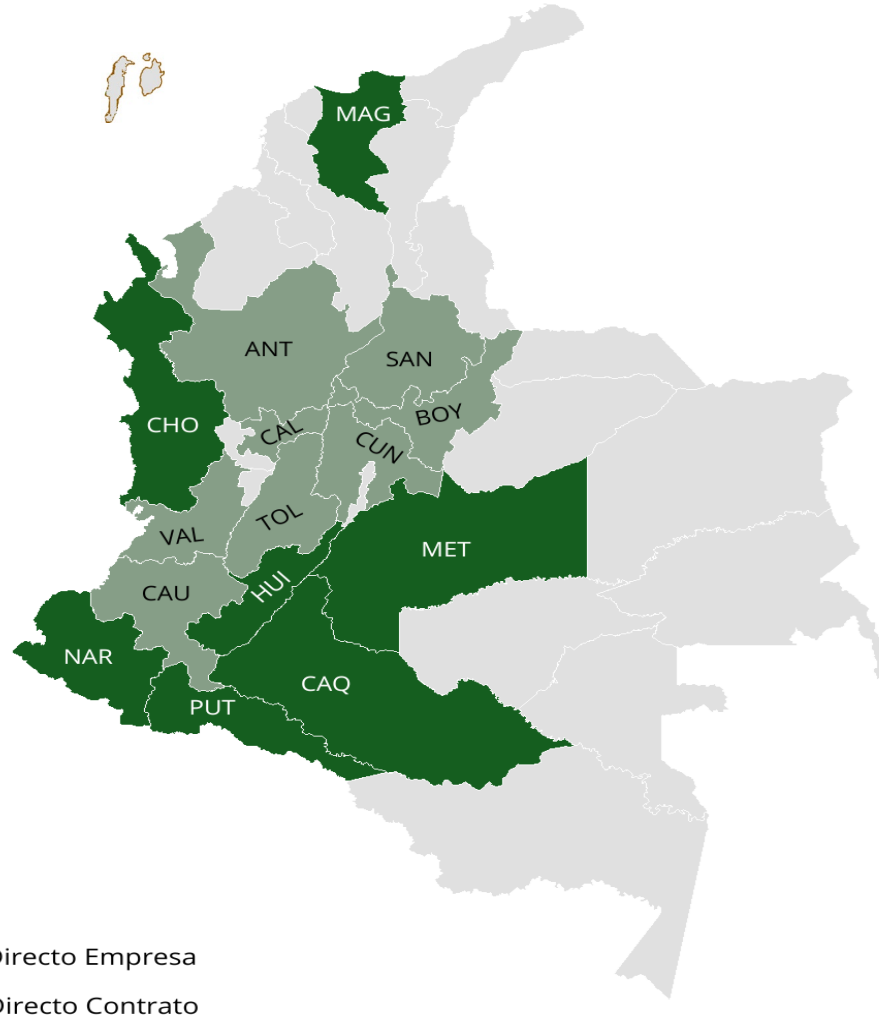 MAG
ANT
SAN
BOY
CHO
CAL
CUN
TOL
VAL
MET
HUI
CAU
NAR
CAQ
PUT
Directo Empresa
Directo Contrato